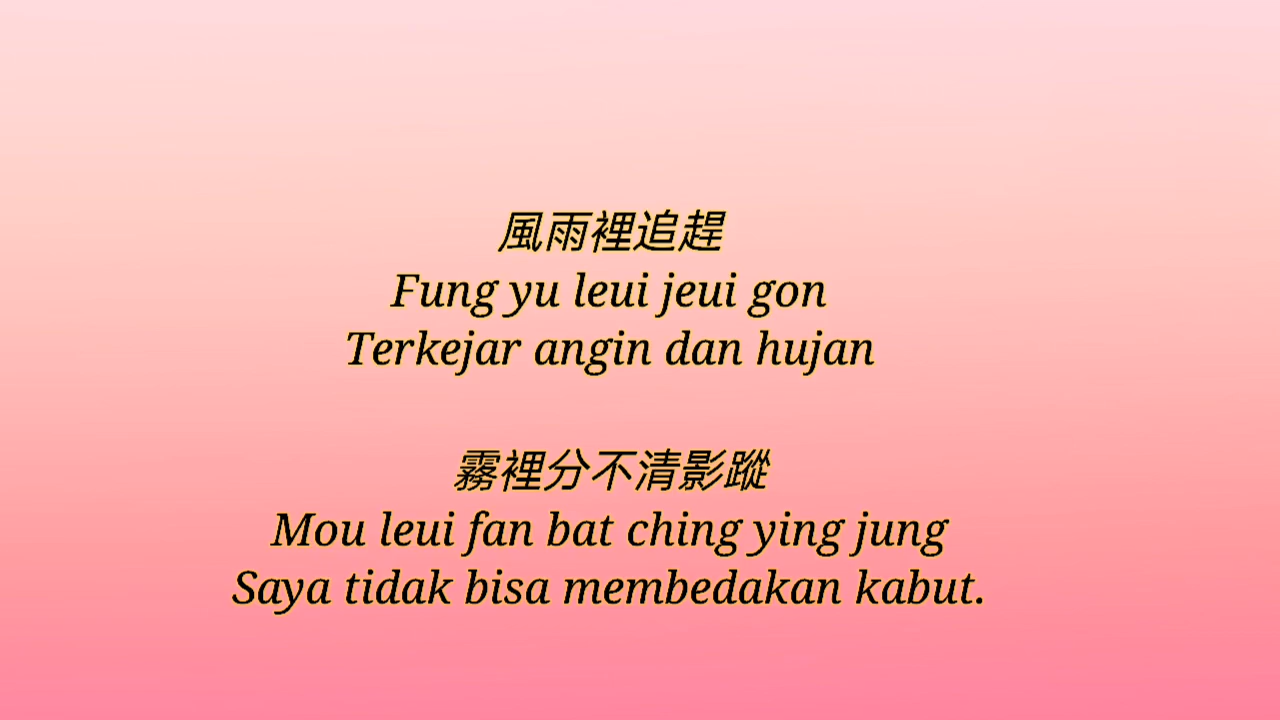 風雨裡追趕
Fung yu leui jeui gon
Terkejar angin dan hujan
霧裡分不清影蹤
Mou leui fan bat ching ying jung
Saya tidak bisa membedakan kabut.